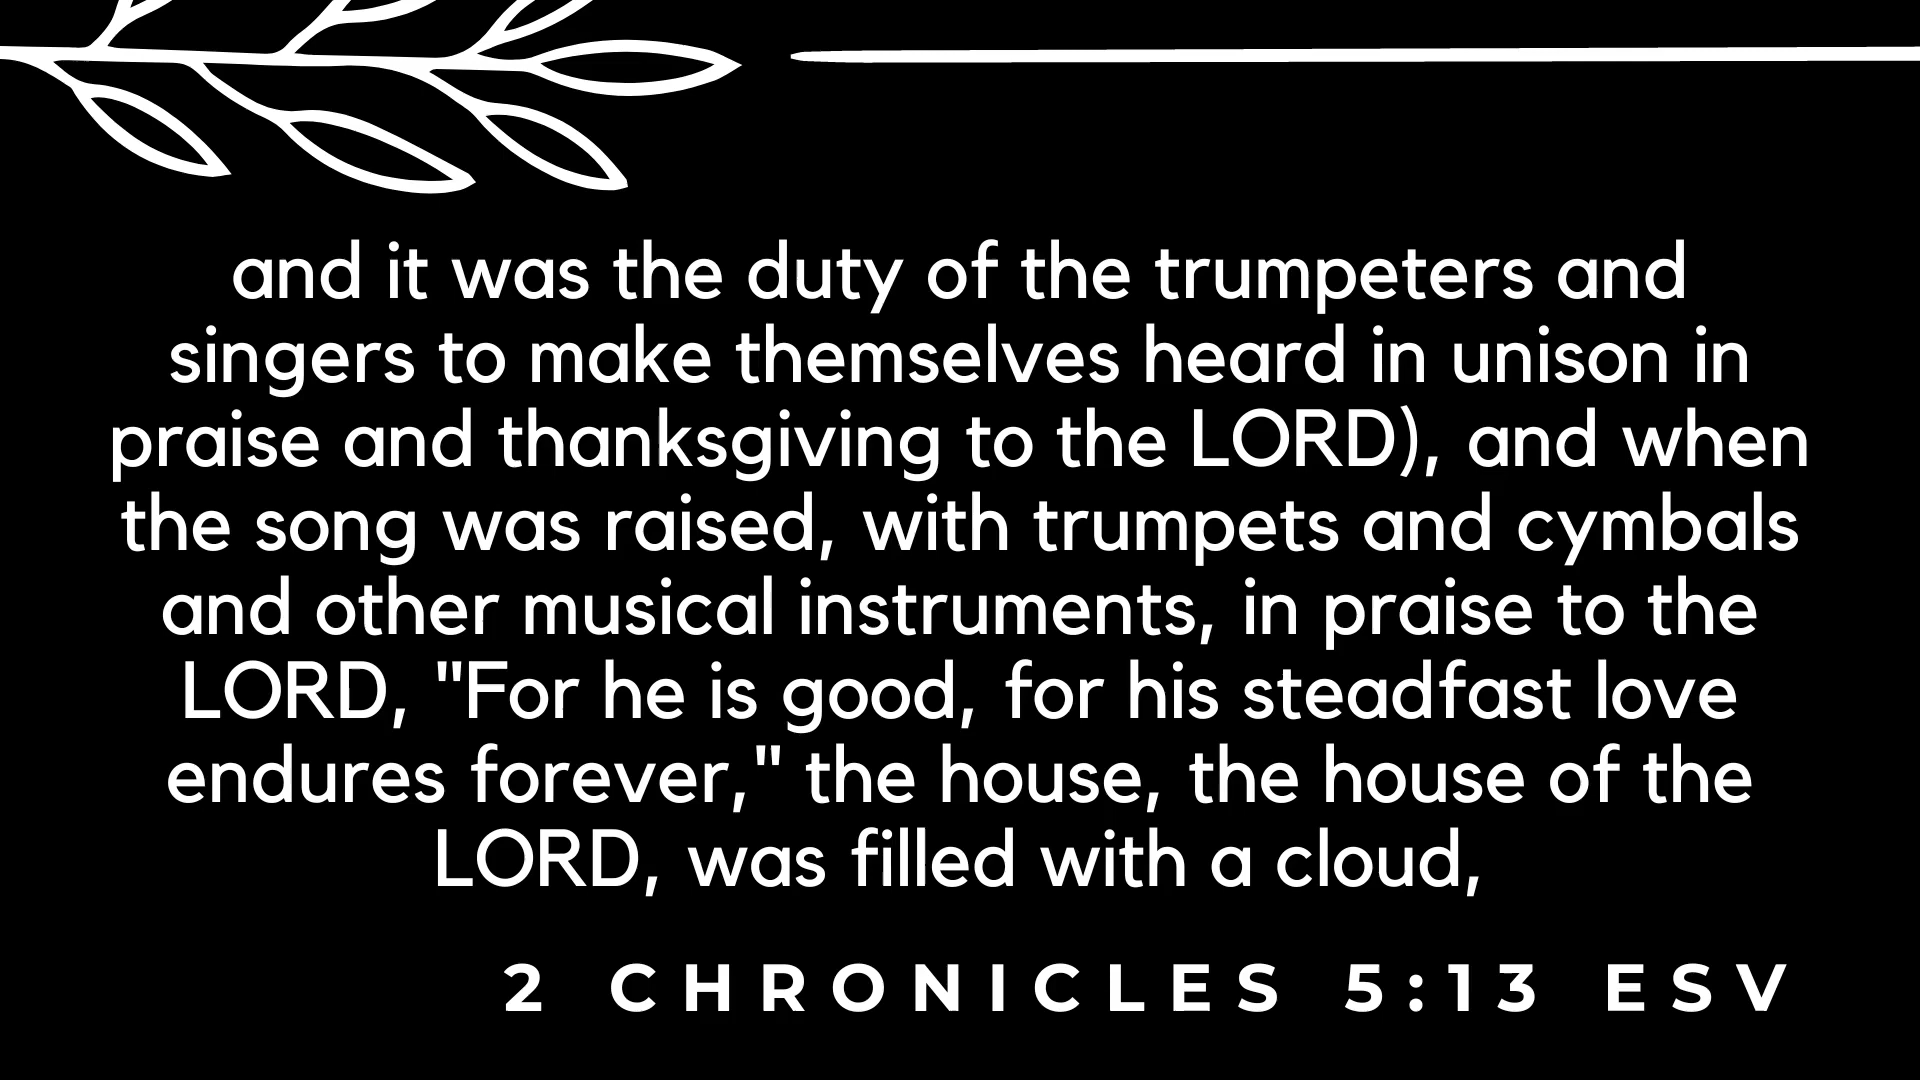 and it was the duty of the trumpeters and
singers to make themselves heard in unison in
praise and thanksgiving to the LORD), and when
the song was raised, with trumpets and cymbals
and other musical instruments, in praise to the
LORD, "For he is good, for his steadfast love
endures forever," the house, the house of the
LORD, was filled with a cloud,
2 CHRONICLES 5:13 ESV